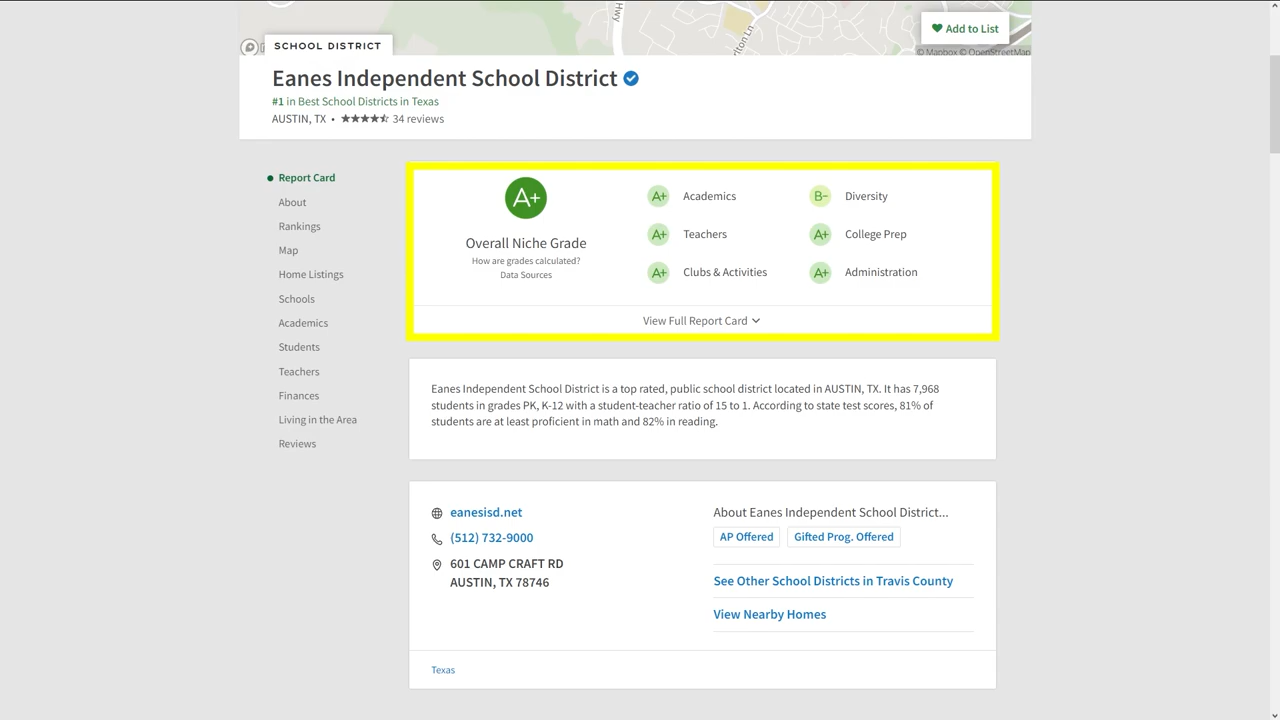 Hwy
Add to List
lton Ln
© Mapbox © OpenStreetMap
SCHOOL DISTRICT
Eanes Independent School District
#1 in Best School Districts in Texas
AUSTIN, TX • ★★★★⯪ 34 reviews
Report Card
About
Rankings
Map
Home Listings
Schools
Academics
Students
Teachers
Finances
Living in the Area
Reviews
A+
Overall Niche Grade
How are grades calculated?
Data Sources
A+ Academics
A+ Teachers
A+ Clubs & Activities
B- Diversity
A+ College Prep
A+ Administration
View Full Report Card
Eanes Independent School District is a top rated, public school district located in AUSTIN, TX. It has 7,968
students in grades PK, K-12 with a student-teacher ratio of 15 to 1. According to state test scores, 81% of
students are at least proficient in math and 82% in reading.
eanesisd.net
(512) 732-9000
601 CAMP CRAFT RD
AUSTIN, TX 78746
About Eanes Independent School District...
AP Offered Gifted Prog. Offered
See Other School Districts in Travis County
View Nearby Homes
Texas